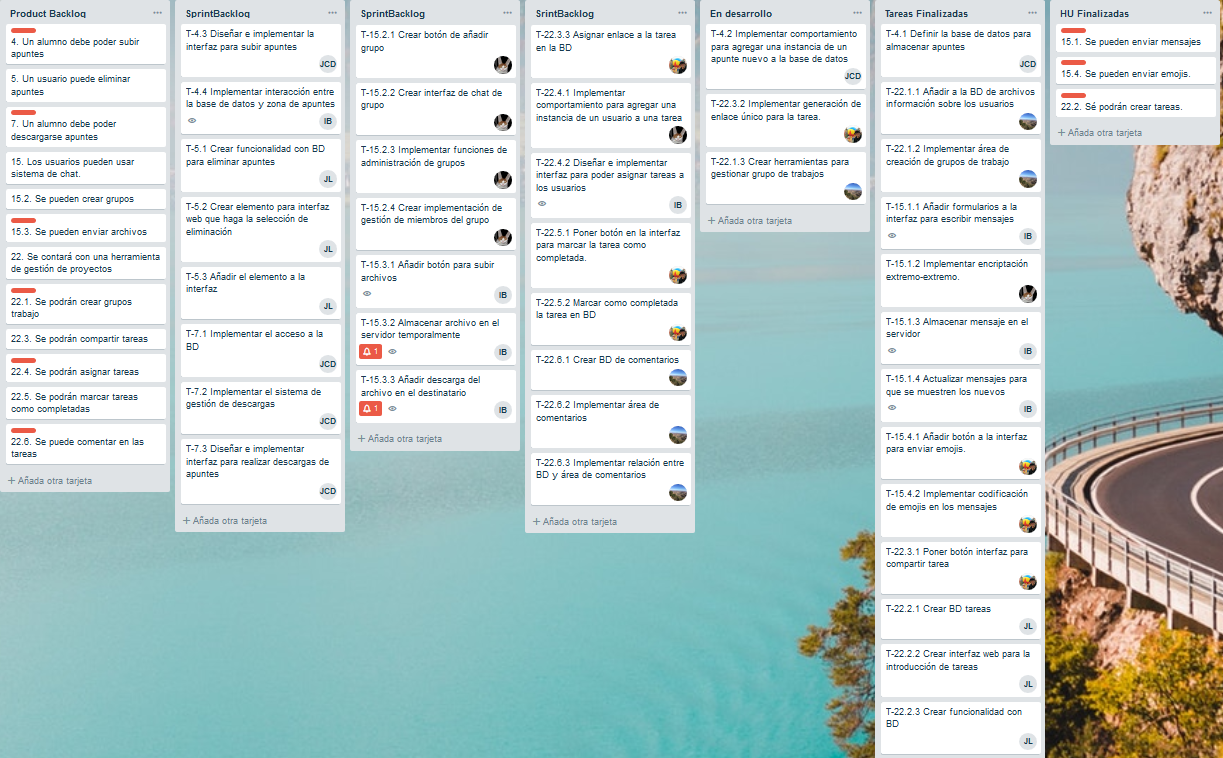 Product Backlog
4. Un alumno debe poder subir
apuntes
5. Un usuario puede eliminar
apuntes
7. Un alumno debe poder
descargarse apuntes
15. Los usuarios pueden usar
sistema de chat.
15.2. Se pueden crear grupos
15.3. Se pueden enviar archivos
22. Se contará con una herramienta
de gestión de proyectos
22.1. Se podrán crear grupos
trabajo
22.3. Se podrán compartir tareas
22.4. Se podrán asignar tareas
22.5. Se podrán marcar tareas
como completadas
22.6. Se puede comentar en las
tareas
+ Añada otra tarjeta
SprintBacklog
T-4.3 Diseñar e implementar la
interfaz para subir apuntes
JCD
T-4.4 Implementar interacción entre
la base de datos y zona de apuntes
IB
T-5.1 Crear funcionalidad con BD
para eliminar apuntes
JL
T-5.2 Crear elemento para interfaz
web que haga la selección de
eliminación
JL
T-5.3 Añadir el elemento a la
interfaz
JL
T-7.1 Implementar el acceso a la
BD
JCD
T-7.2 Implementar el sistema de
gestión de descargas
JCD
T-7.3 Diseñar e implementar
interfaz para realizar descargas de
apuntes
JCD
+ Añada otra tarjeta
SprintBacklog
T-15.2.1 Crear botón de añadir
grupo
T-15.2.2 Crear interfaz de chat de
grupo
T-15.2.3 Implementar funciones de
administración de grupos
T-15.2.4 Crear implementación de
gestión de miembros del grupo
T-15.3.1 Añadir botón para subir
archivos
IB
T-15.3.2 Almacenar archivo en el
servidor temporalmente
1
IB
T-15.3.3 Añadir descarga del
archivo en el destinatario
1
IB
+ Añada otra tarjeta
SrintBacklog
T-22.3.3 Asignar enlace a la tarea
en la BD
T-22.4.1 Implementar
comportamiento para agregar una
instancia de un usuario a una tarea
T-22.4.2 Diseñar e implementar
interfaz para poder asignar tareas a
los usuarios
IB
T-22.5.1 Poner botón en la interfaz
para marcar la tarea como
completada.
T-22.5.2 Marcar como completada
la tarea en BD
T-22.6.1 Crear BD de comentarios
T-22.6.2 Implementar área de
comentarios
T-22.6.3 Implementar relación entre
BD y área de comentarios
+ Añada otra tarjeta
En desarrollo
T-4.2 Implementar comportamiento
para agregar una instancia de un
apunte nuevo a la base de datos
JCD
T-22.3.2 Implementar generación de
enlace único para la tarea.
T-22.1.3 Crear herramientas para
gestionar grupo de trabajos
+ Añada otra tarjeta
Tareas Finalizadas
T-4.1 Definir la base de datos para
almacenar apuntes
JCD
T-22.1.1 Añadir a la BD de archivos
información sobre los usuarios
T-22.1.2 Implementar área de
creación de grupos de trabajo
T-15.1.1 Añadir formularios a la
interfaz para escribir mensajes
IB
T-15.1.2 Implementar encriptación
extremo-extremo.
T-15.1.3 Almacenar mensaje en el
servidor
IB
T-15.1.4 Actualizar mensajes para
que se muestren los nuevos
IB
T-15.4.1 Añadir botón a la interfaz
para enviar emojis.
T-15.4.2 Implementar codificación
de emojis en los mensajes
T-22.3.1 Poner botón interfaz para
compartir tarea
T-22.2.1 Crear BD tareas
JL
T-22.2.2 Crear interfaz web para la
introducción de tareas
JL
T-22.2.3 Crear funcionalidad con
BD
JL
HU Finalizadas
15.1. Se pueden enviar mensajes
15.4. Se pueden enviar emojis.
22.2. Sé podrán crear tareas.
+ Añada otra tarjeta